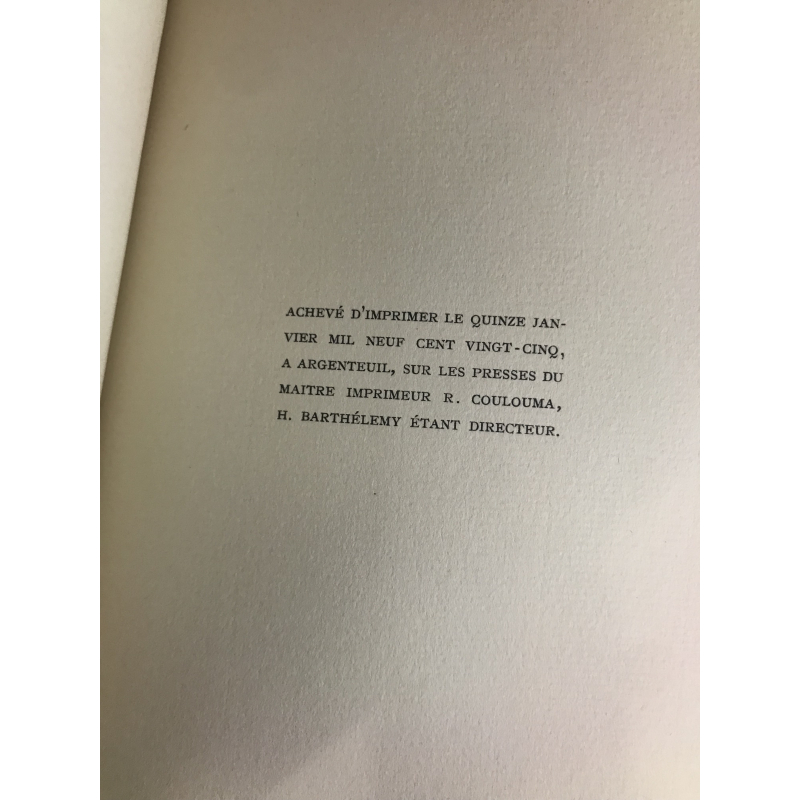 ACHEVÉ D'IMPRIMER LE QUINZE JAN-
VIER MIL NEUF CENT VINGT-CINQ,
A ARGENTEUIL, SUR LES PRESSES DU
MAITRE IMPRIMEUR R. COULOUMA,
H. BARTHÉLEMY ÉTANT DIRECTEUR.